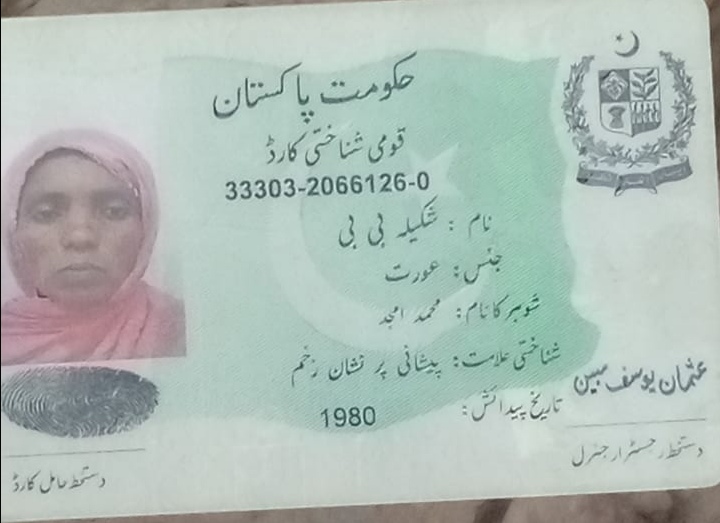 حکومت پاکستان
قومی شناختی کارڈ
33303-2066126-0
نام : شکیلہ بی بی
جنس: عورت
شوہر کا نام: محمد امجد
شناختی علامت: پیشانی پر نشان زخم
تاریخ پیدائش: 1980
عثمان یوسف مبین
دستخط رجسٹرار جنرل
دستخط حامل کارڈ